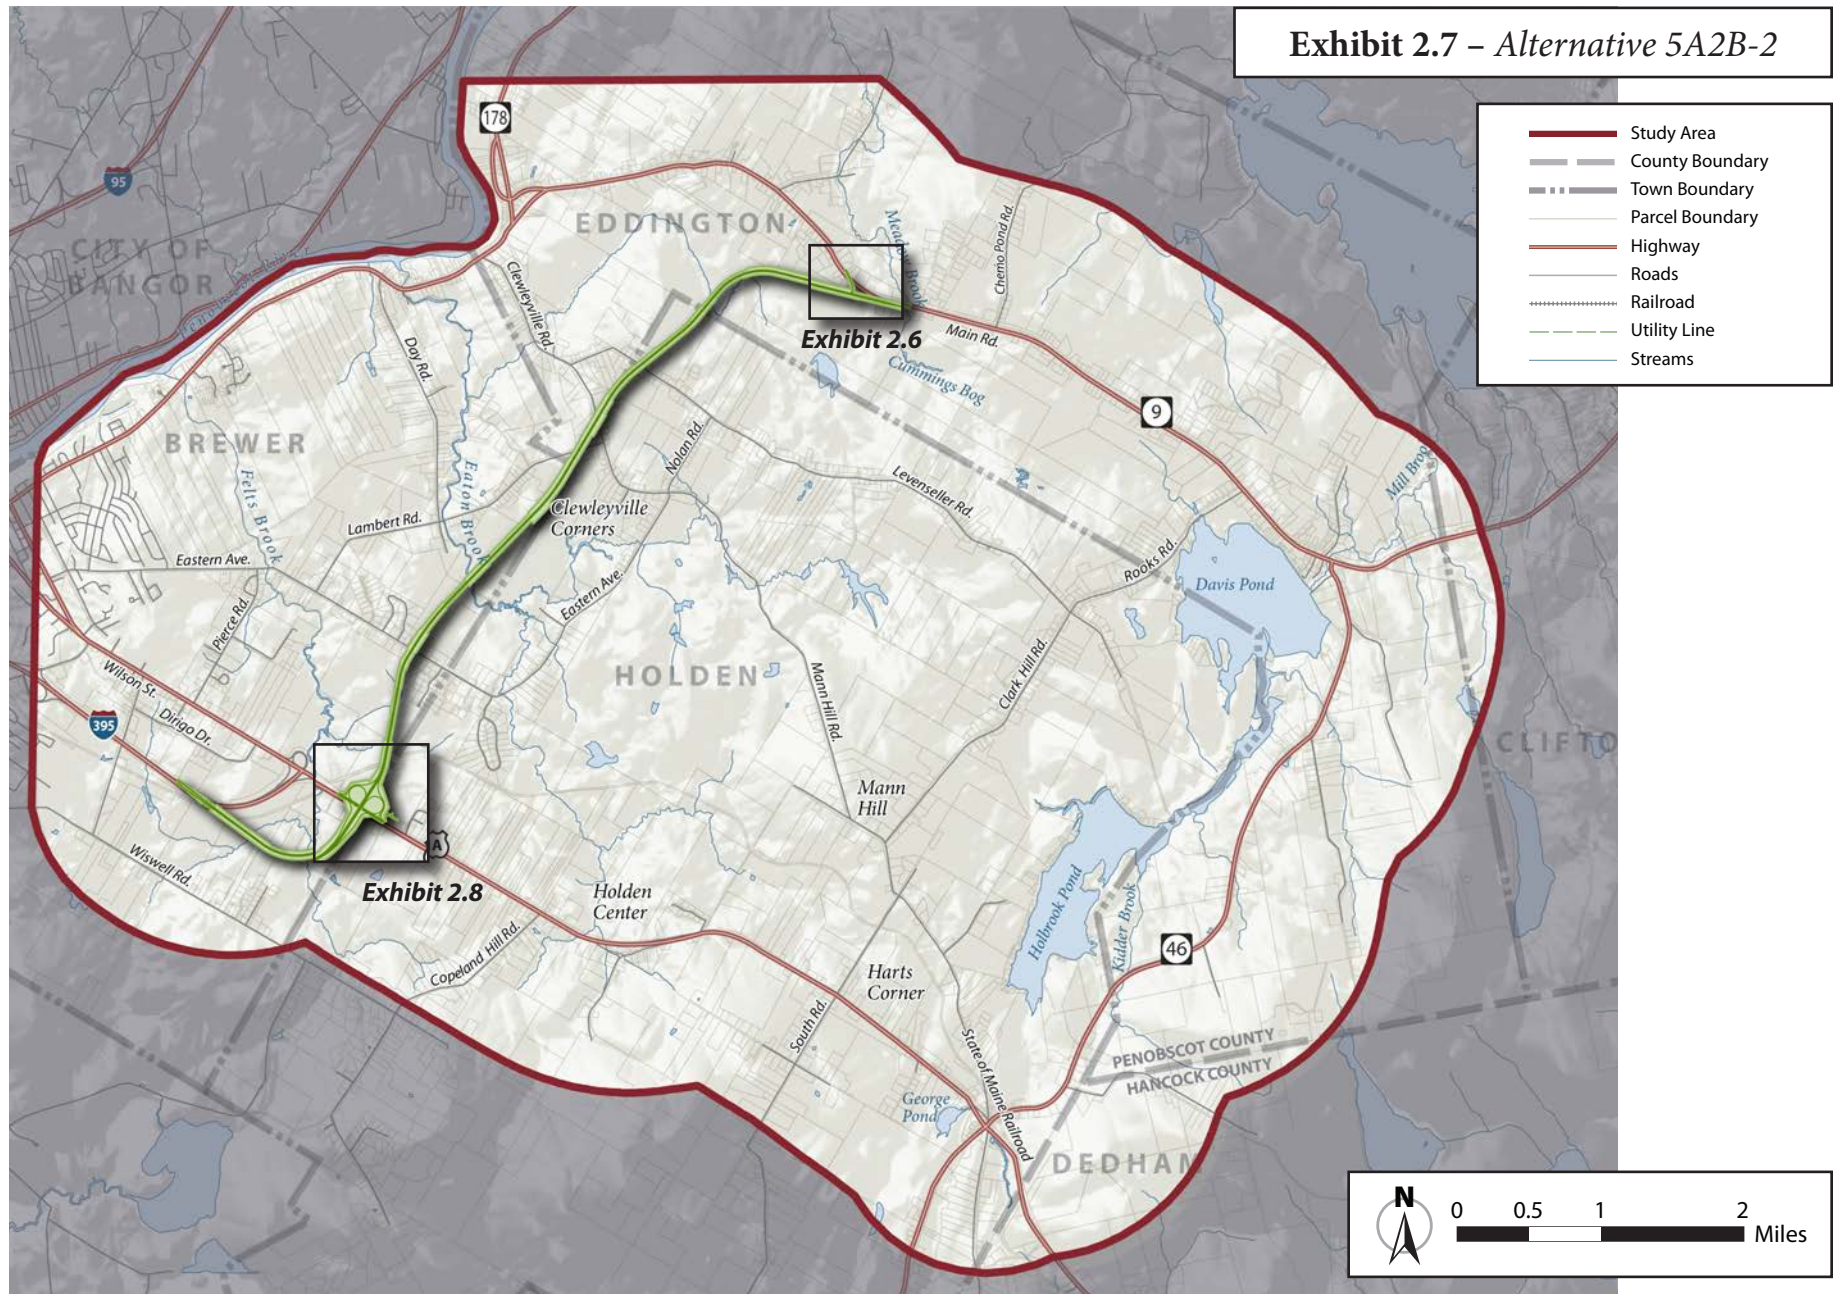 Exhibit 2.7 – Alternative 5A2B-2
Study Area
County Boundary
Town Boundary
Parcel Boundary
Highway
Roads
Railroad
Utility Line
Streams
178
95
CITY OF
BANGOR
EDDINGTON
Meadow Brook
Chemo Pond Rd.
Clewleyville Rd.
Exhibit 2.6
Main Rd.
Day Rd.
Cummings Bog
9
BREWER
Felts Brook
Eaton Brook
Nolan Rd.
Levenseller Rd.
Mill Broo
Lambert Rd.
Clewleyville
Corners
Eastern Ave.
Eastern Ave.
Rooks Rd.
Davis Pond
Pierce Rd.
HOLDEN
Mann Hill Rd.
Clark Hill Rd.
Wilson St.
Dirigo Dr.
395
CLIFTO
Mann
Hill
A
Wiswell Rd.
Exhibit 2.8
Holden
Center
Holbrook Pond
Kidder Brook
46
Copeland Hill Rd.
Harts
Corner
South Rd.
State of Maine Railroad
PENOBSCOT COUNTY
HANCOCK COUNTY
George
Pond
DEDHAM
N
0 0.5 1 2
Miles